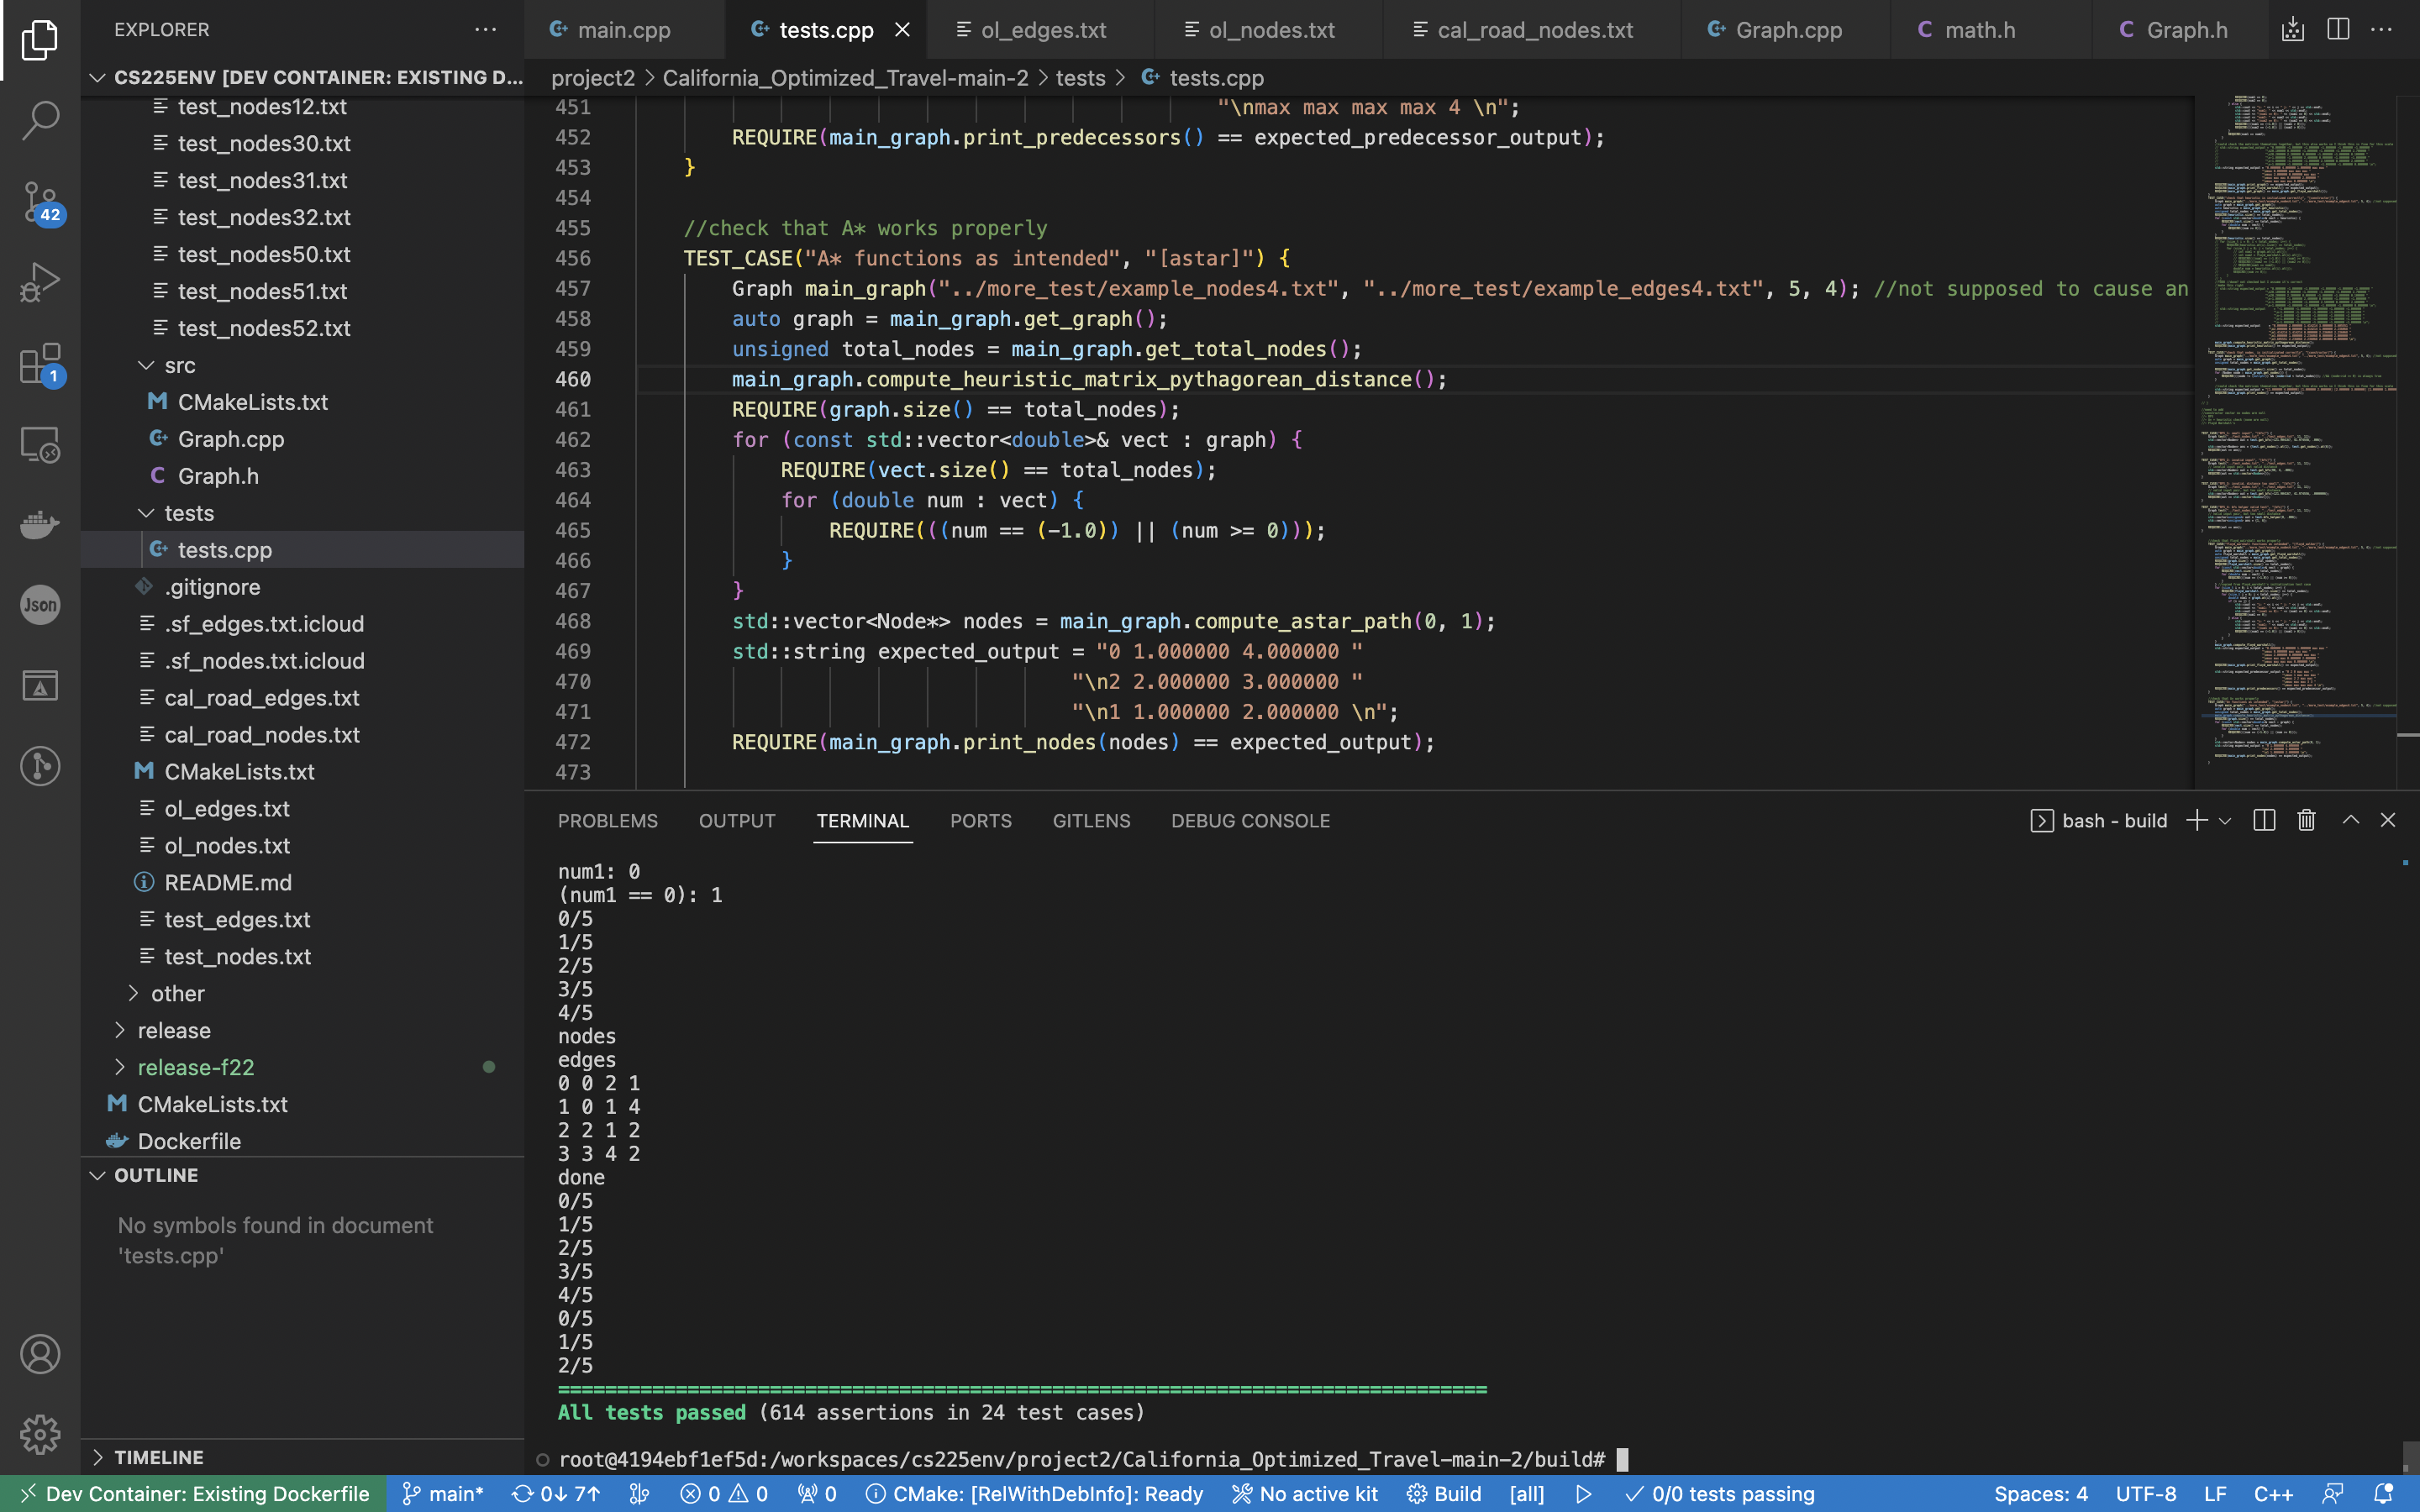 EXPLORER
CS225ENV [DEV CONTAINER: EXISTING D...
test_nodes12.txt
test_nodes30.txt
test_nodes31.txt
test_nodes32.txt
test_nodes50.txt
test_nodes51.txt
test_nodes52.txt
src
CMakeLists.txt
Graph.cpp
Graph.h
tests
tests.cpp
.gitignore
.sf_edges.txt.icloud
.sf_nodes.txt.icloud
cal_road_edges.txt
cal_road_nodes.txt
CMakeLists.txt
ol_edges.txt
ol_nodes.txt
README.md
test_edges.txt
test_nodes.txt
other
release
release-f22
CMakeLists.txt
Dockerfile
OUTLINE
No symbols found in document
'tests.cpp'
TIMELINE
42
1
Json
main.cpp tests.cpp ol_edges.txt ol_nodes.txt cal_road_nodes.txt Graph.cpp math.h Graph.h
project2 > California_Optimized_Travel-main-2 > tests > tests.cpp
451 "\nmax max max max 4 \n";
452 REQUIRE(main_graph.print_predecessors() == expected_predecessor_output);
453 }
454
455 //check that A* works properly
456 TEST_CASE("A* functions as intended", "[astar]") {
457 Graph main_graph("../more_test/example_nodes4.txt", "../more_test/example_edges4.txt", 5, 4); //not supposed to cause an
458 auto graph = main_graph.get_graph();
459 unsigned total_nodes = main_graph.get_total_nodes();
460 main_graph.compute_heuristic_matrix_pythagorean_distance();
461 REQUIRE(graph.size() == total_nodes);
462 for (const std::vector<double>& vect : graph) {
463 REQUIRE(vect.size() == total_nodes);
464 for (double num : vect) {
465 REQUIRE(((num == (-1.0)) || (num >= 0)));
466 }
467 }
468 std::vector<Node*> nodes = main_graph.compute_astar_path(0, 1);
469 std::string expected_output = "0 1.000000 4.000000 "
470 "\n2 2.000000 3.000000 "
471 "\n1 1.000000 2.000000 \n";
472 REQUIRE(main_graph.print_nodes(nodes) == expected_output);
473
PROBLEMS OUTPUT TERMINAL PORTS GITLENS DEBUG CONSOLE
bash - build
num1: 0
(num1 == 0): 1
0/5
1/5
2/5
3/5
4/5
nodes
edges
0 0 2 1
1 0 1 4
2 2 1 2
3 3 4 2
done
0/5
1/5
2/5
3/5
4/5
0/5
1/5
2/5
===============================================================================
All tests passed (614 assertions in 24 test cases)
root@4194ebf1ef5d:/workspaces/cs225env/project2/California_Optimized_Travel-main-2/build#
Dev Container: Existing Dockerfile main* 0↓ 7↑ 0 0 0 CMake: [RelWithDebInfo]: Ready No active kit Build [all] 0/0 tests passing Spaces: 4 UTF-8 LF C++